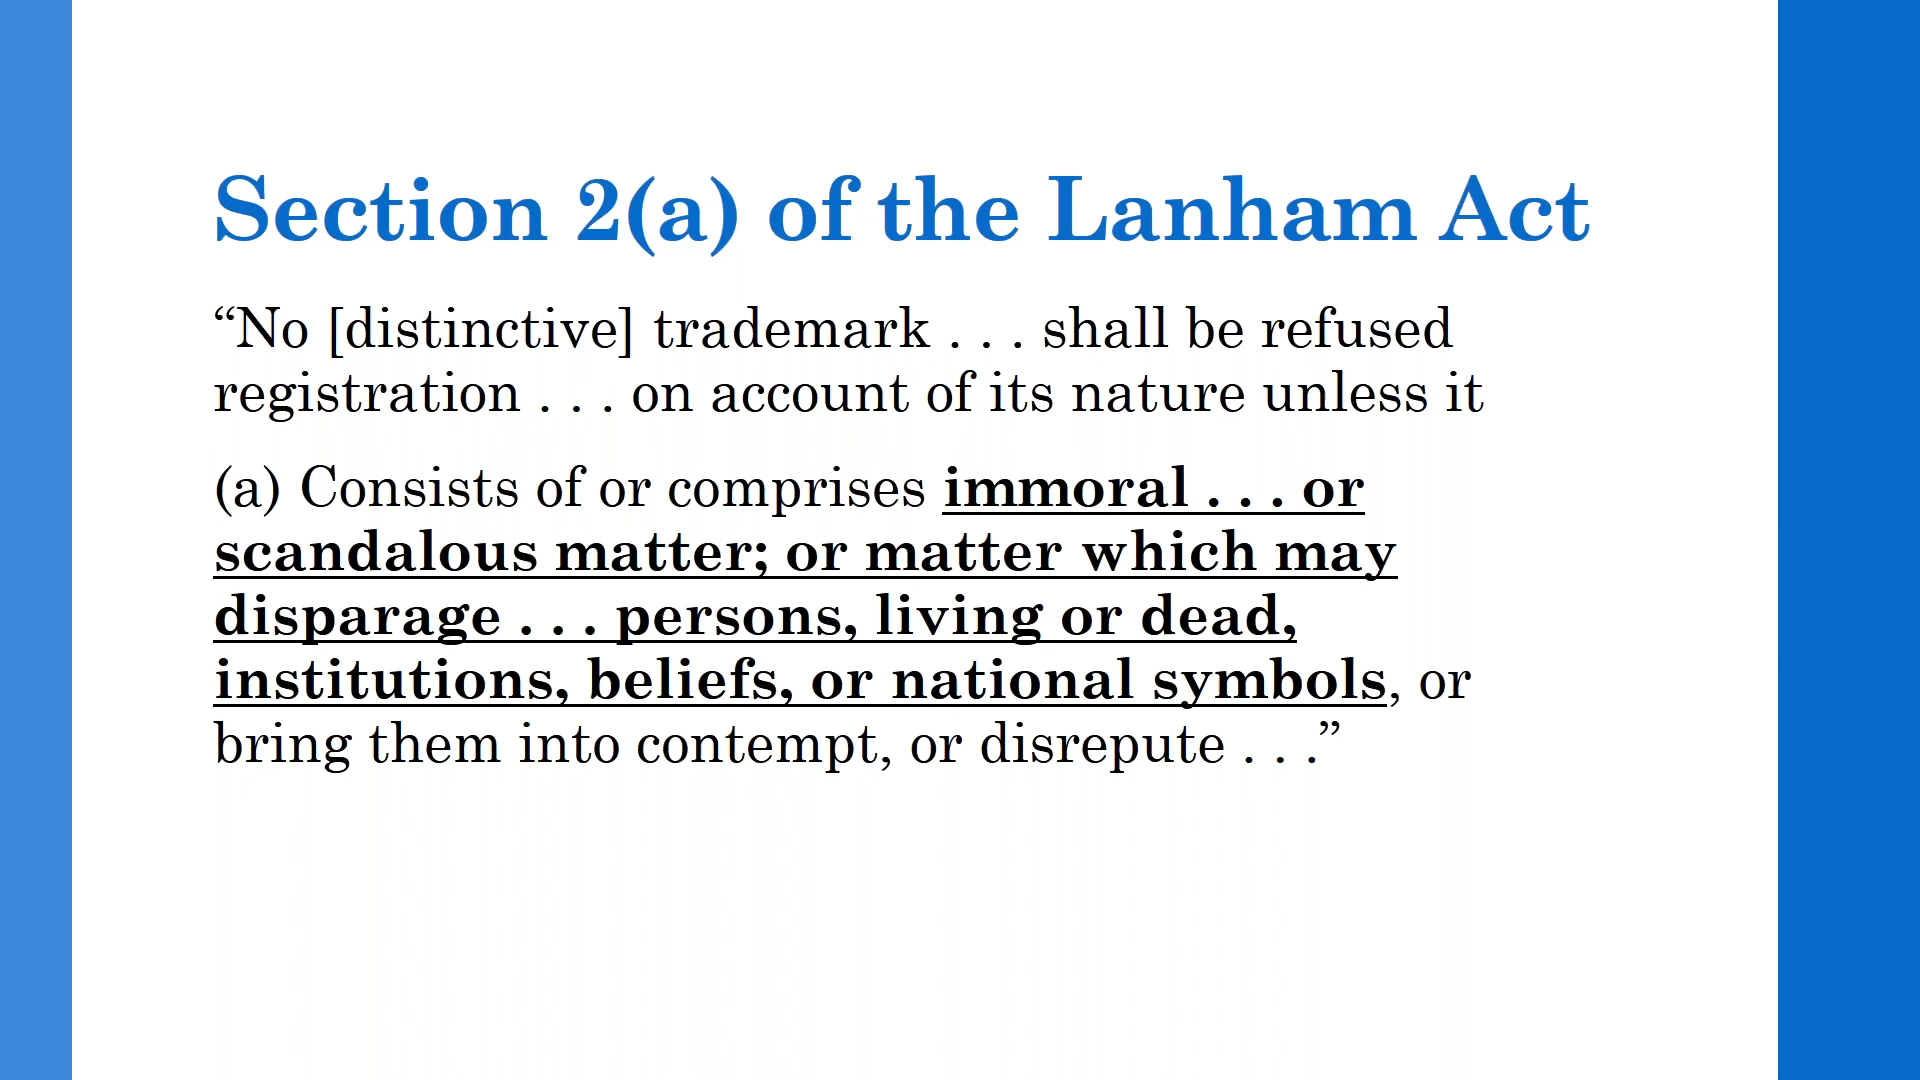 Section 2(a) of the Lanham Act
“No [distinctive] trademark . . . shall be refused
registration . . . on account of its nature unless it
(a) Consists of or comprises immoral . . . or
scandalous matter; or matter which may
disparage . . . persons, living or dead,
institutions, beliefs, or national symbols, or
bring them into contempt, or disrepute . . .”